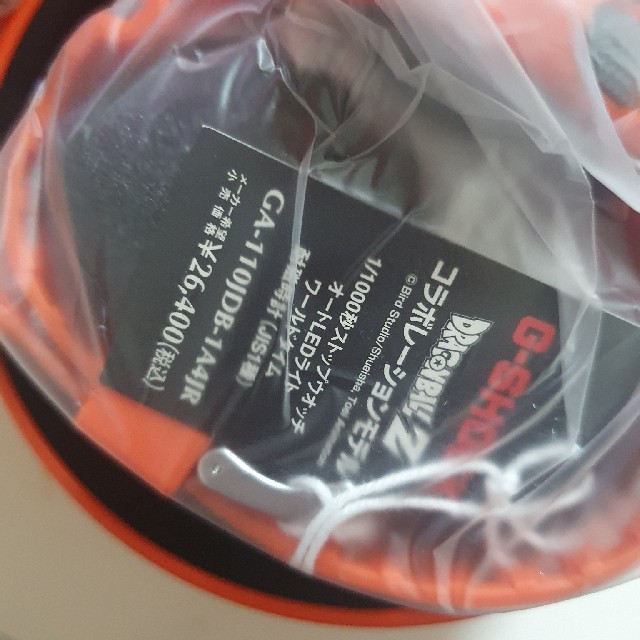 G-SHOCK
DRAGON BALL Z
コラボレーションモデル
©Bird Studio/Shueisha, Toei Animation
1/1000秒ストップウオッチ
オートLEDライト
ワールドタイム
耐磁時計(JIS1種)
GA-110JDB-1A4JR
メーカー希望
小売価格 ¥26,400(税込)